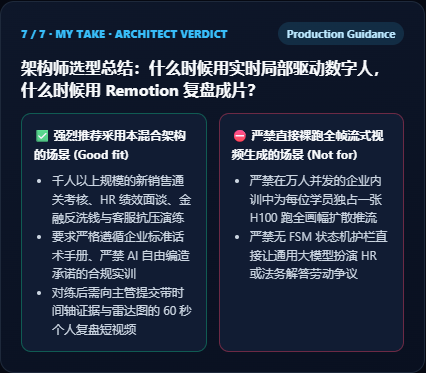 7 / 7 · MY TAKE · ARCHITECT VERDICT
Production Guidance
架构师选型总结：什么时候用实时局部驱动数字人，
什么时候用 Remotion 复盘成片？
✅ 强烈推荐采用本混合架构
的场景 (Good fit)
• 千人以上规模的新销售通
关考核、HR 绩效面谈、金
融反洗钱与客服抗压演练
• 要求严格遵循企业标准话
术手册、严禁 AI 自由编造
承诺的合规实训
• 对练后需向主管提交带时
间轴证据与雷达图的 60 秒
个人复盘短视频
⛔ 严禁直接裸跑全帧流式视
频生成的场景 (Not for)
• 严禁在万人并发的企业内
训中为每位学员独占一张
H100 跑全画幅扩散推流
• 严禁无 FSM 状态机护栏直
接让通用大模型扮演 HR
或法务解答劳动争议